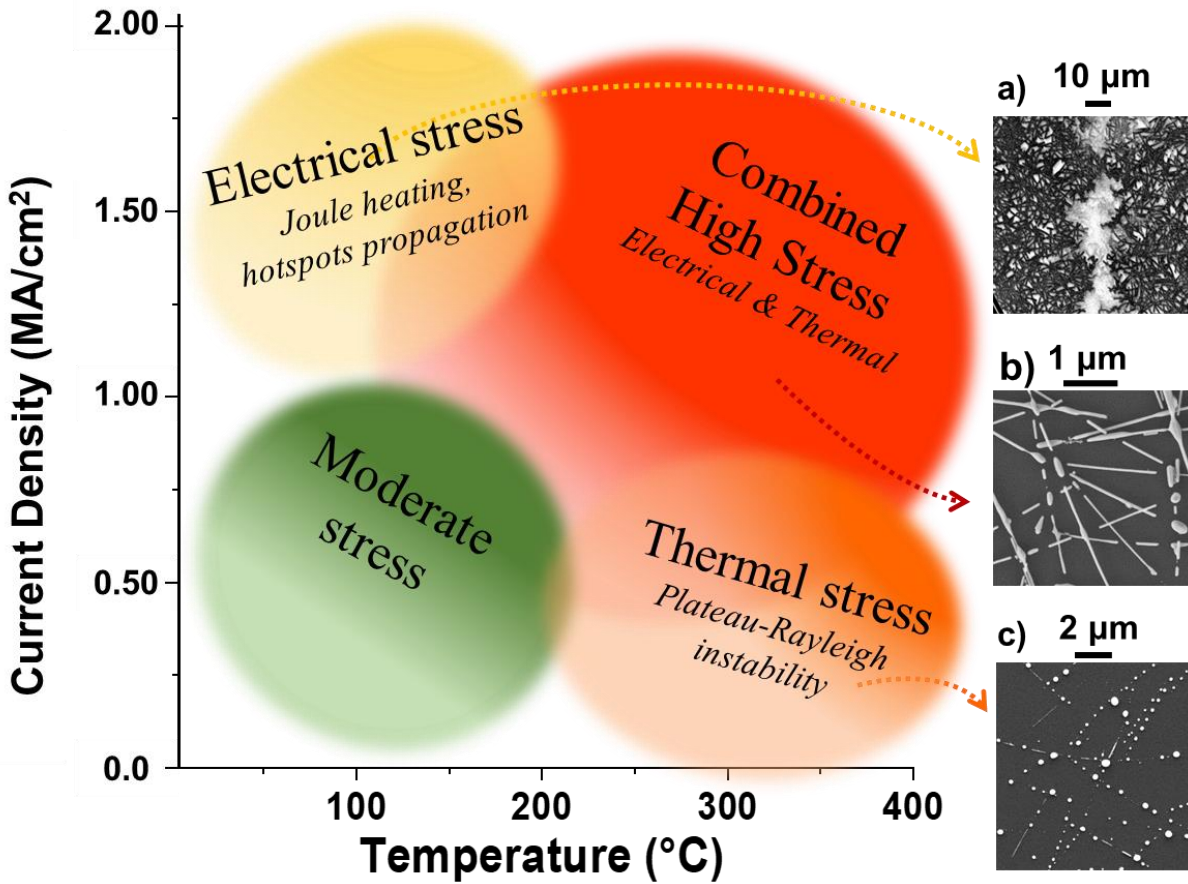 Current Density (MA/cm²)
2.00
1.50
1.00
0.50
0.0
100
200
300
400
Temperature (°C)
Electrical stress
Joule heating,
hotspots propagation
Combined
High Stress
Electrical & Thermal
Moderate
stress
Thermal stress
Plateau-Rayleigh
instability
a) 10 µm
b) 1 µm
c) 2 µm